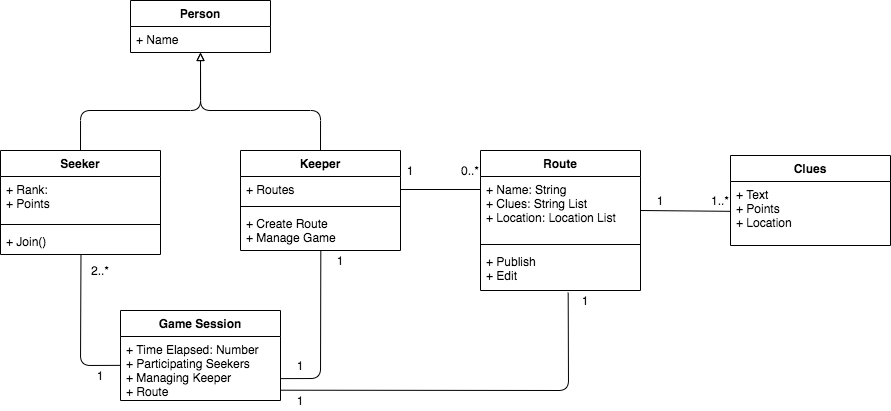 Person
+ Name
Seeker
+ Rank:
+ Points
+ Join()
Keeper
+ Routes
+ Create Route
+ Manage Game
1
0..*
Route
+ Name: String
+ Clues: String List
+ Location: Location List
+ Publish
+ Edit
1
1..*
Clues
+ Text
+ Points
+ Location
2..*
1
1
Game Session
+ Time Elapsed: Number
+ Participating Seekers
+ Managing Keeper
+ Route
1
1
1